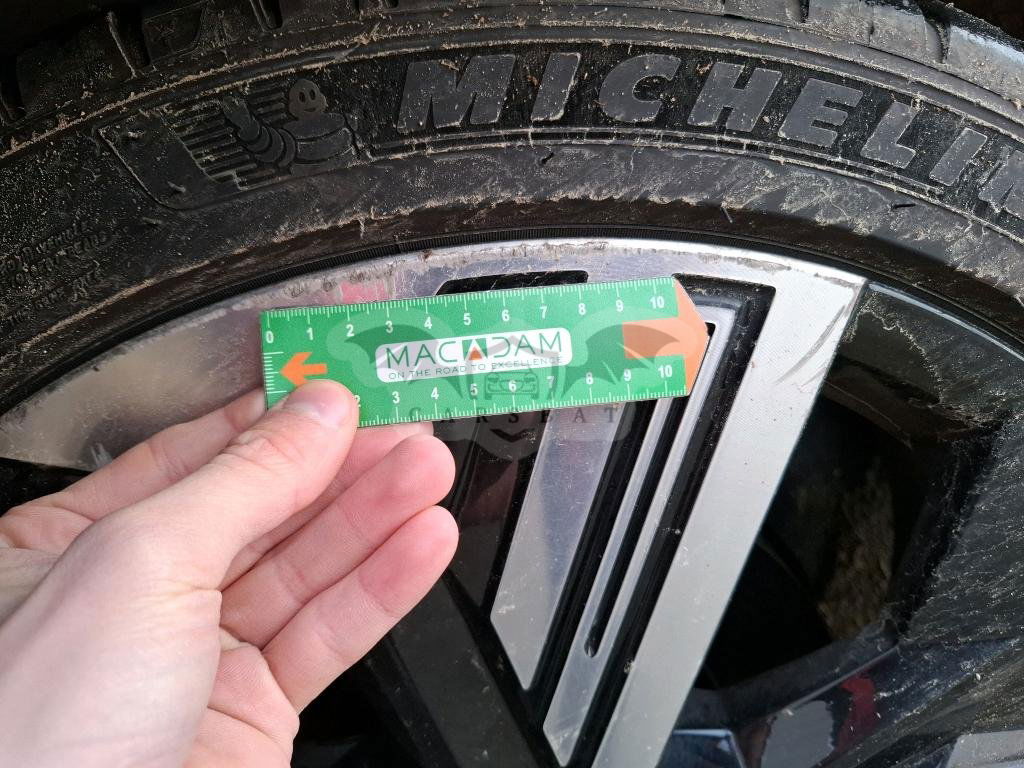 MICHELIN
0 1 2 3 4 5 6 7 8 9 10
MACADAM
ON THE ROAD TO EXCELLENCE
2 3 4 5 6 7 8 9 10
CARSBAT